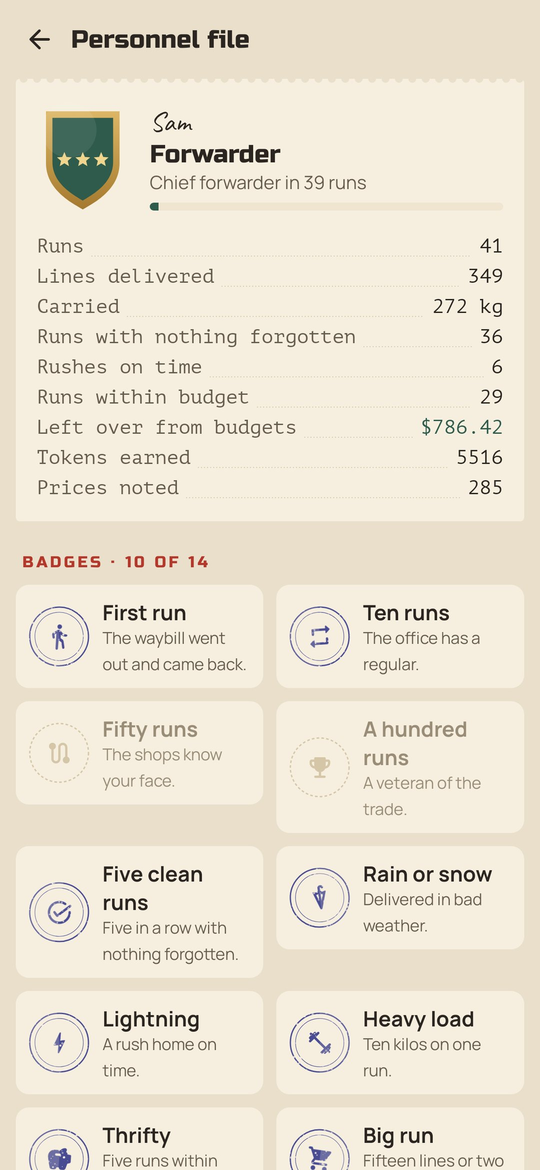 Personnel file
Sam
Forwarder
Chief forwarder in 39 runs
Runs 41
Lines delivered 349
Carried 272 kg
Runs with nothing forgotten 36
Rushes on time 6
Runs within budget 29
Left over from budgets $786.42
Tokens earned 5516
Prices noted 285
BADGES · 10 OF 14
First run
The waybill went
out and came back.
Ten runs
The office has a
regular.
Fifty runs
The shops know
your face.
A hundred
runs
A veteran of the
trade.
Five clean
runs
Five in a row with
nothing forgotten.
Rain or snow
Delivered in bad
weather.
Lightning
A rush home on
time.
Heavy load
Ten kilos on one
run.
Thrifty
Five runs within
Big run
Fifteen lines or two